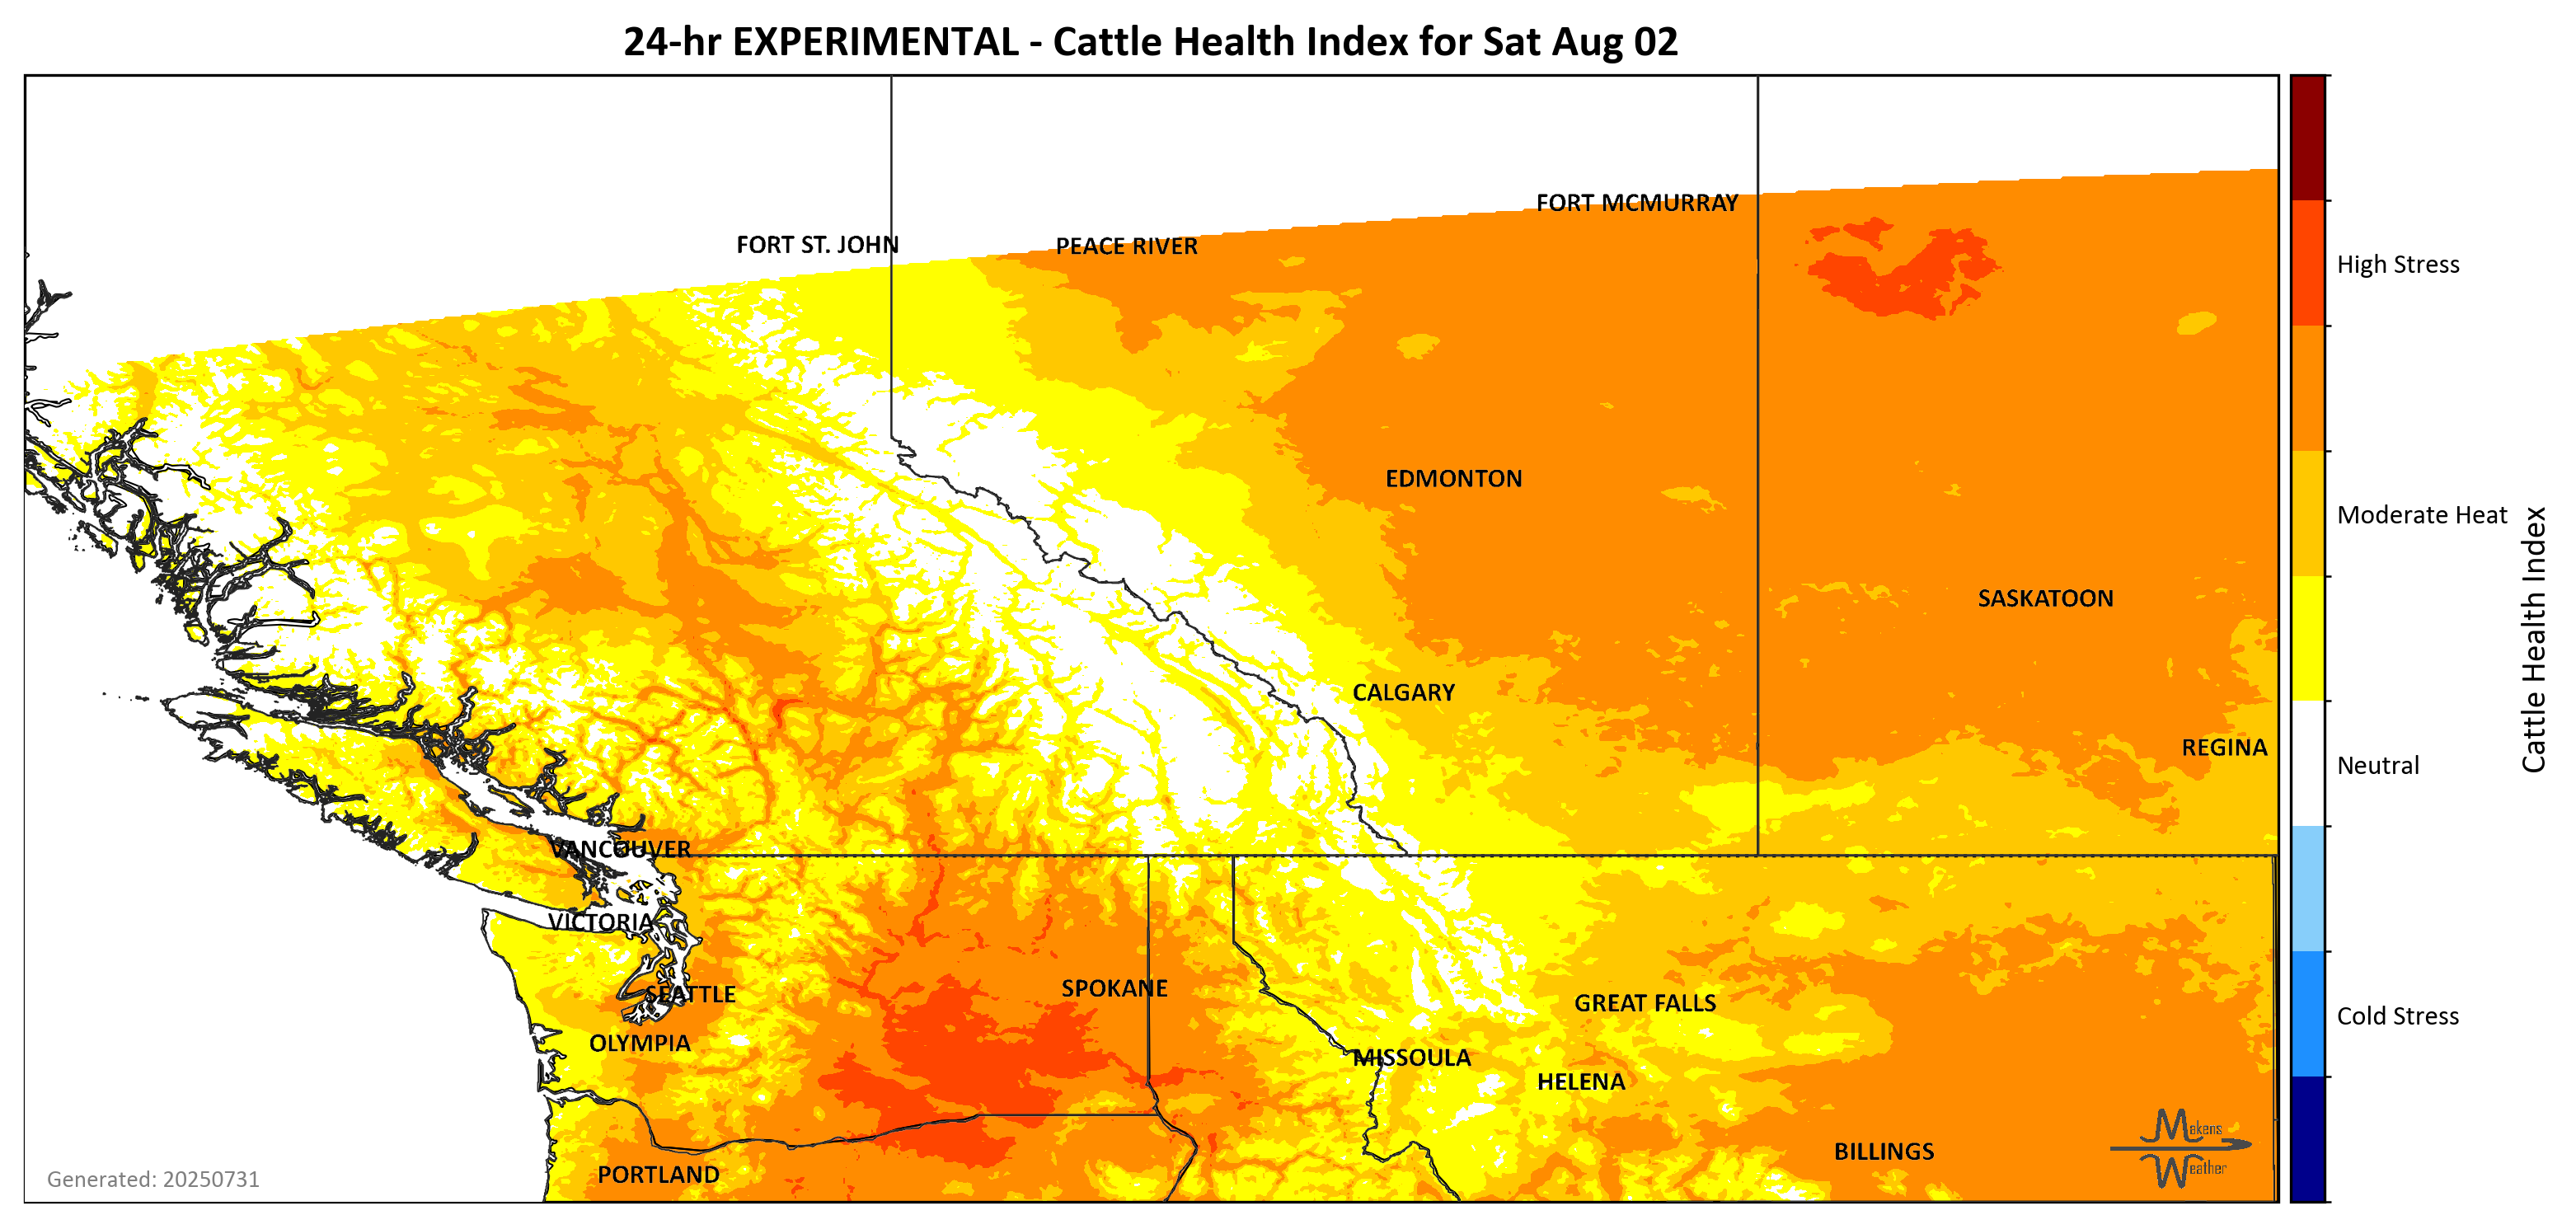 24-hr EXPERIMENTAL - Cattle Health Index for Sat Aug 02
FORT MCMURRAY
FORT ST. JOHN
PEACE RIVER
High Stress
EDMONTON
Moderate Heat
SASKATOON
CALGARY
Cattle Health Index
REGINA
Neutral
VANCOUVER
VICTORIA
SPOKANE
SEATTLE
GREAT FALLS
Cold Stress
OLYMPIA
MISSOULA
HELENA
Makens
Weather
BILLINGS
PORTLAND
Generated: 20250731